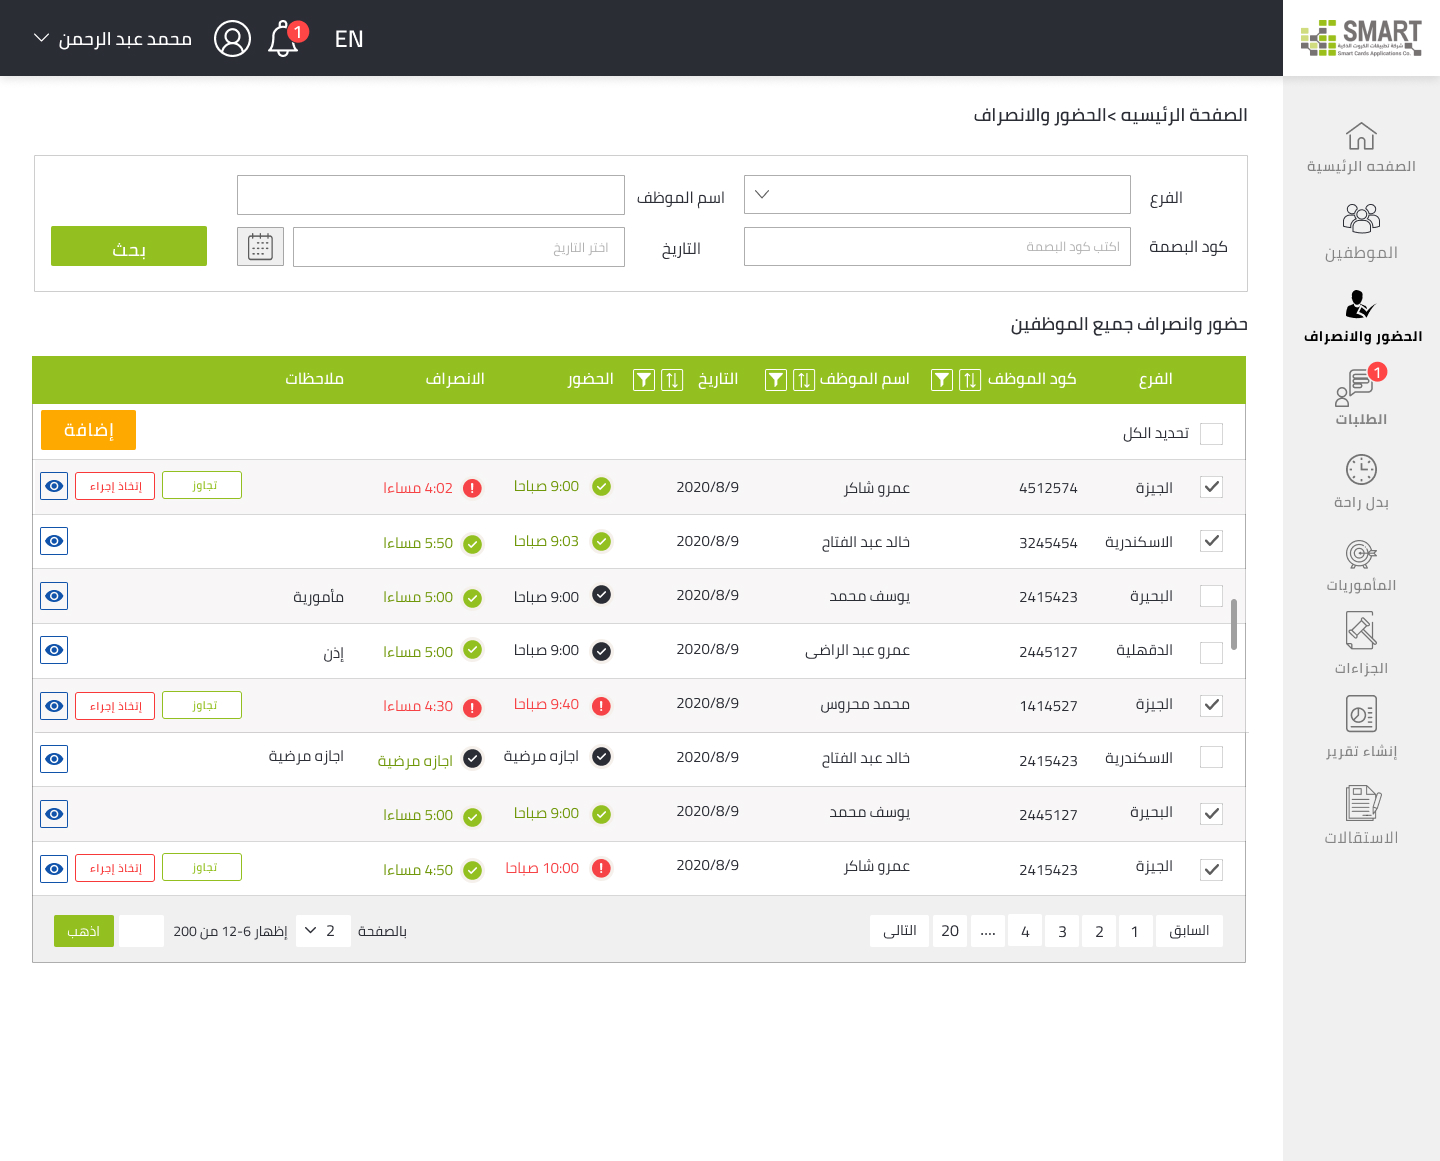 SMART
شركة تطبيقات الكروت الذكية
Smart Cards Applications Co.
EN
1
محمد عبد الرحمن
الصفحه الرئيسية
الموظفين
الحضور والانصراف
1
الطلبات
بدل راحة
المأموريات
الجزاءات
إنشاء تقرير
الاستقالات
الصفحة الرئيسيه >الحضور والانصراف
الفرع
اسم الموظف
كود البصمة
اكتب كود البصمة
التاريخ
اختر التاريخ
بحث
حضور وانصراف جميع الموظفين
الفرع كود الموظف اسم الموظف التاريخ الحضور الانصراف ملاحظات
تحديد الكل إضافة
الجيزة 4512574 عمرو شاكر 2020/8/9 9:00 صباحا 4:02 مساءا تجاوز إتخاذ إجراء
الاسكندرية 3245454 خالد عبد الفتاح 2020/8/9 9:03 صباحا 5:50 مساءا
البحيرة 2415423 يوسف محمد 2020/8/9 9:00 صباحا 5:00 مساءا مأمورية
الدقهلية 2445127 عمرو عبد الراضى 2020/8/9 9:00 صباحا 5:00 مساءا إذن
الجيزة 1414527 محمد محروس 2020/8/9 9:40 صباحا 4:30 مساءا تجاوز إتخاذ إجراء
الاسكندرية 2415423 خالد عبد الفتاح 2020/8/9 اجازه مرضية اجازه مرضية اجازه مرضية
البحيرة 2445127 يوسف محمد 2020/8/9 9:00 صباحا 5:00 مساءا
الجيزة 2415423 عمرو شاكر 2020/8/9 10:00 صباحا 4:50 مساءا تجاوز إتخاذ إجراء
السابق 1 2 3 4 .... 20 التالى بالصفحة 2 إظهار 6-12 من 200 اذهب